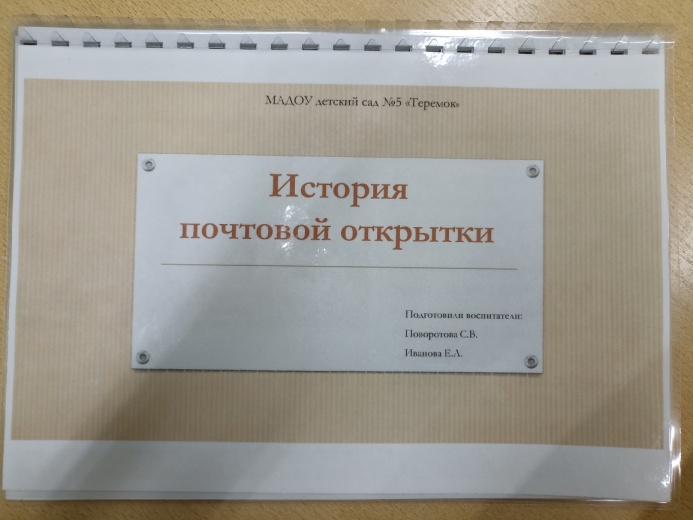 МАДОУ детский сад №5 «Теремок»
История
почтовой открытки
Подготовили воспитатели:
Поворотова С.В.
Иванова Е.А.